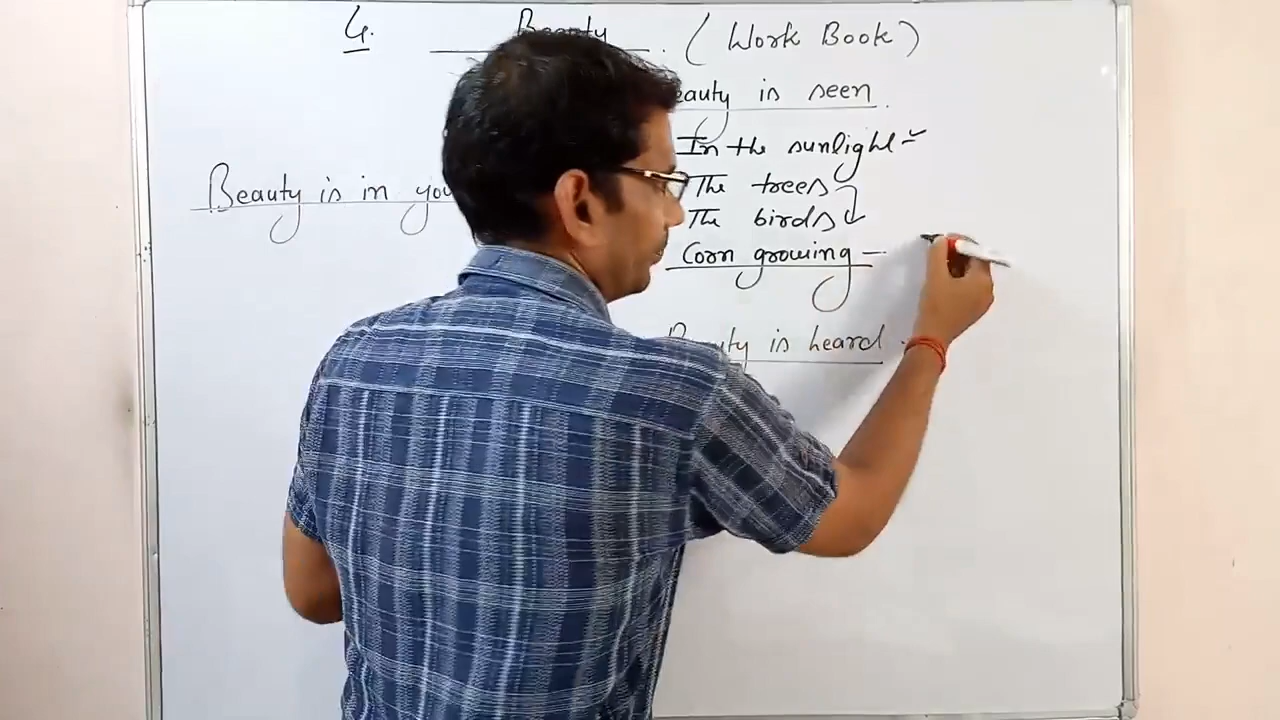 4. Beauty (Work Book)
Beauty is seen.
In the sunlight
The trees
The birds
Corn growing
Beauty is in
Beauty is heard.